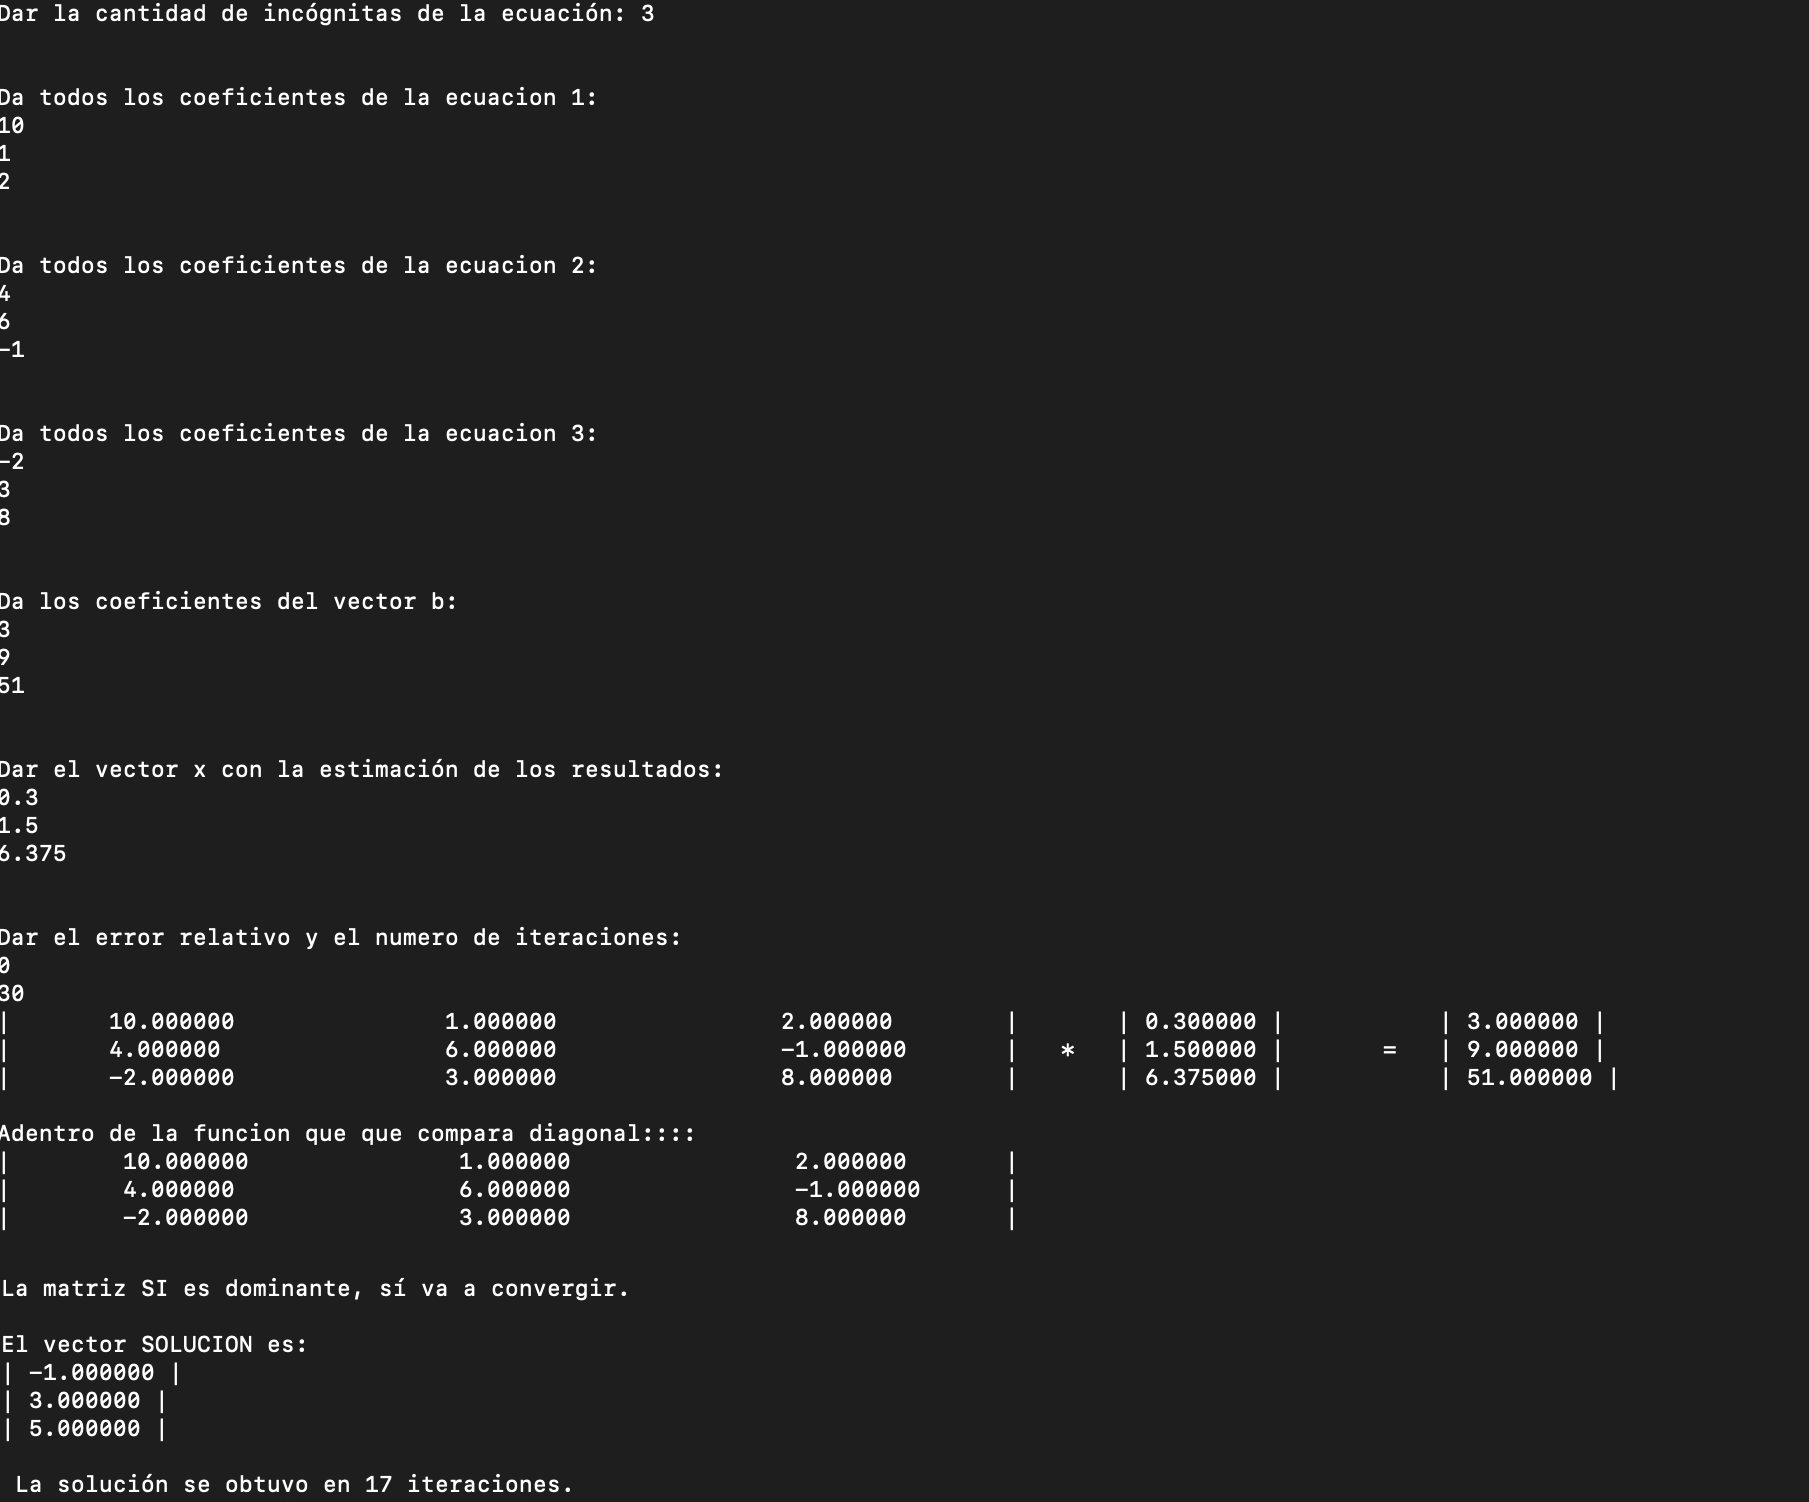 Dar la cantidad de incógnitas de la ecuación: 3
Da todos los coeficientes de la ecuacion 1:
10
1
2
Da todos los coeficientes de la ecuacion 2:
4
6
-1
Da todos los coeficientes de la ecuacion 3:
-2
3
8
Da los coeficientes del vector b:
3
9
51
Dar el vector x con la estimación de los resultados:
0.3
1.5
6.375
Dar el error relativo y el numero de iteraciones:
0
30
| 10.000000 1.000000 2.000000 | | 0.300000 | | 3.000000 |
| 4.000000 6.000000 -1.000000 | * | 1.500000 | = | 9.000000 |
| -2.000000 3.000000 8.000000 | | 6.375000 | | 51.000000 |
Adentro de la funcion que que compara diagonal::::
| 10.000000 1.000000 2.000000 |
| 4.000000 6.000000 -1.000000 |
| -2.000000 3.000000 8.000000 |
La matriz SI es dominante, sí va a convergir.
El vector SOLUCION es:
| -1.000000 |
| 3.000000 |
| 5.000000 |
La solución se obtuvo en 17 iteraciones.